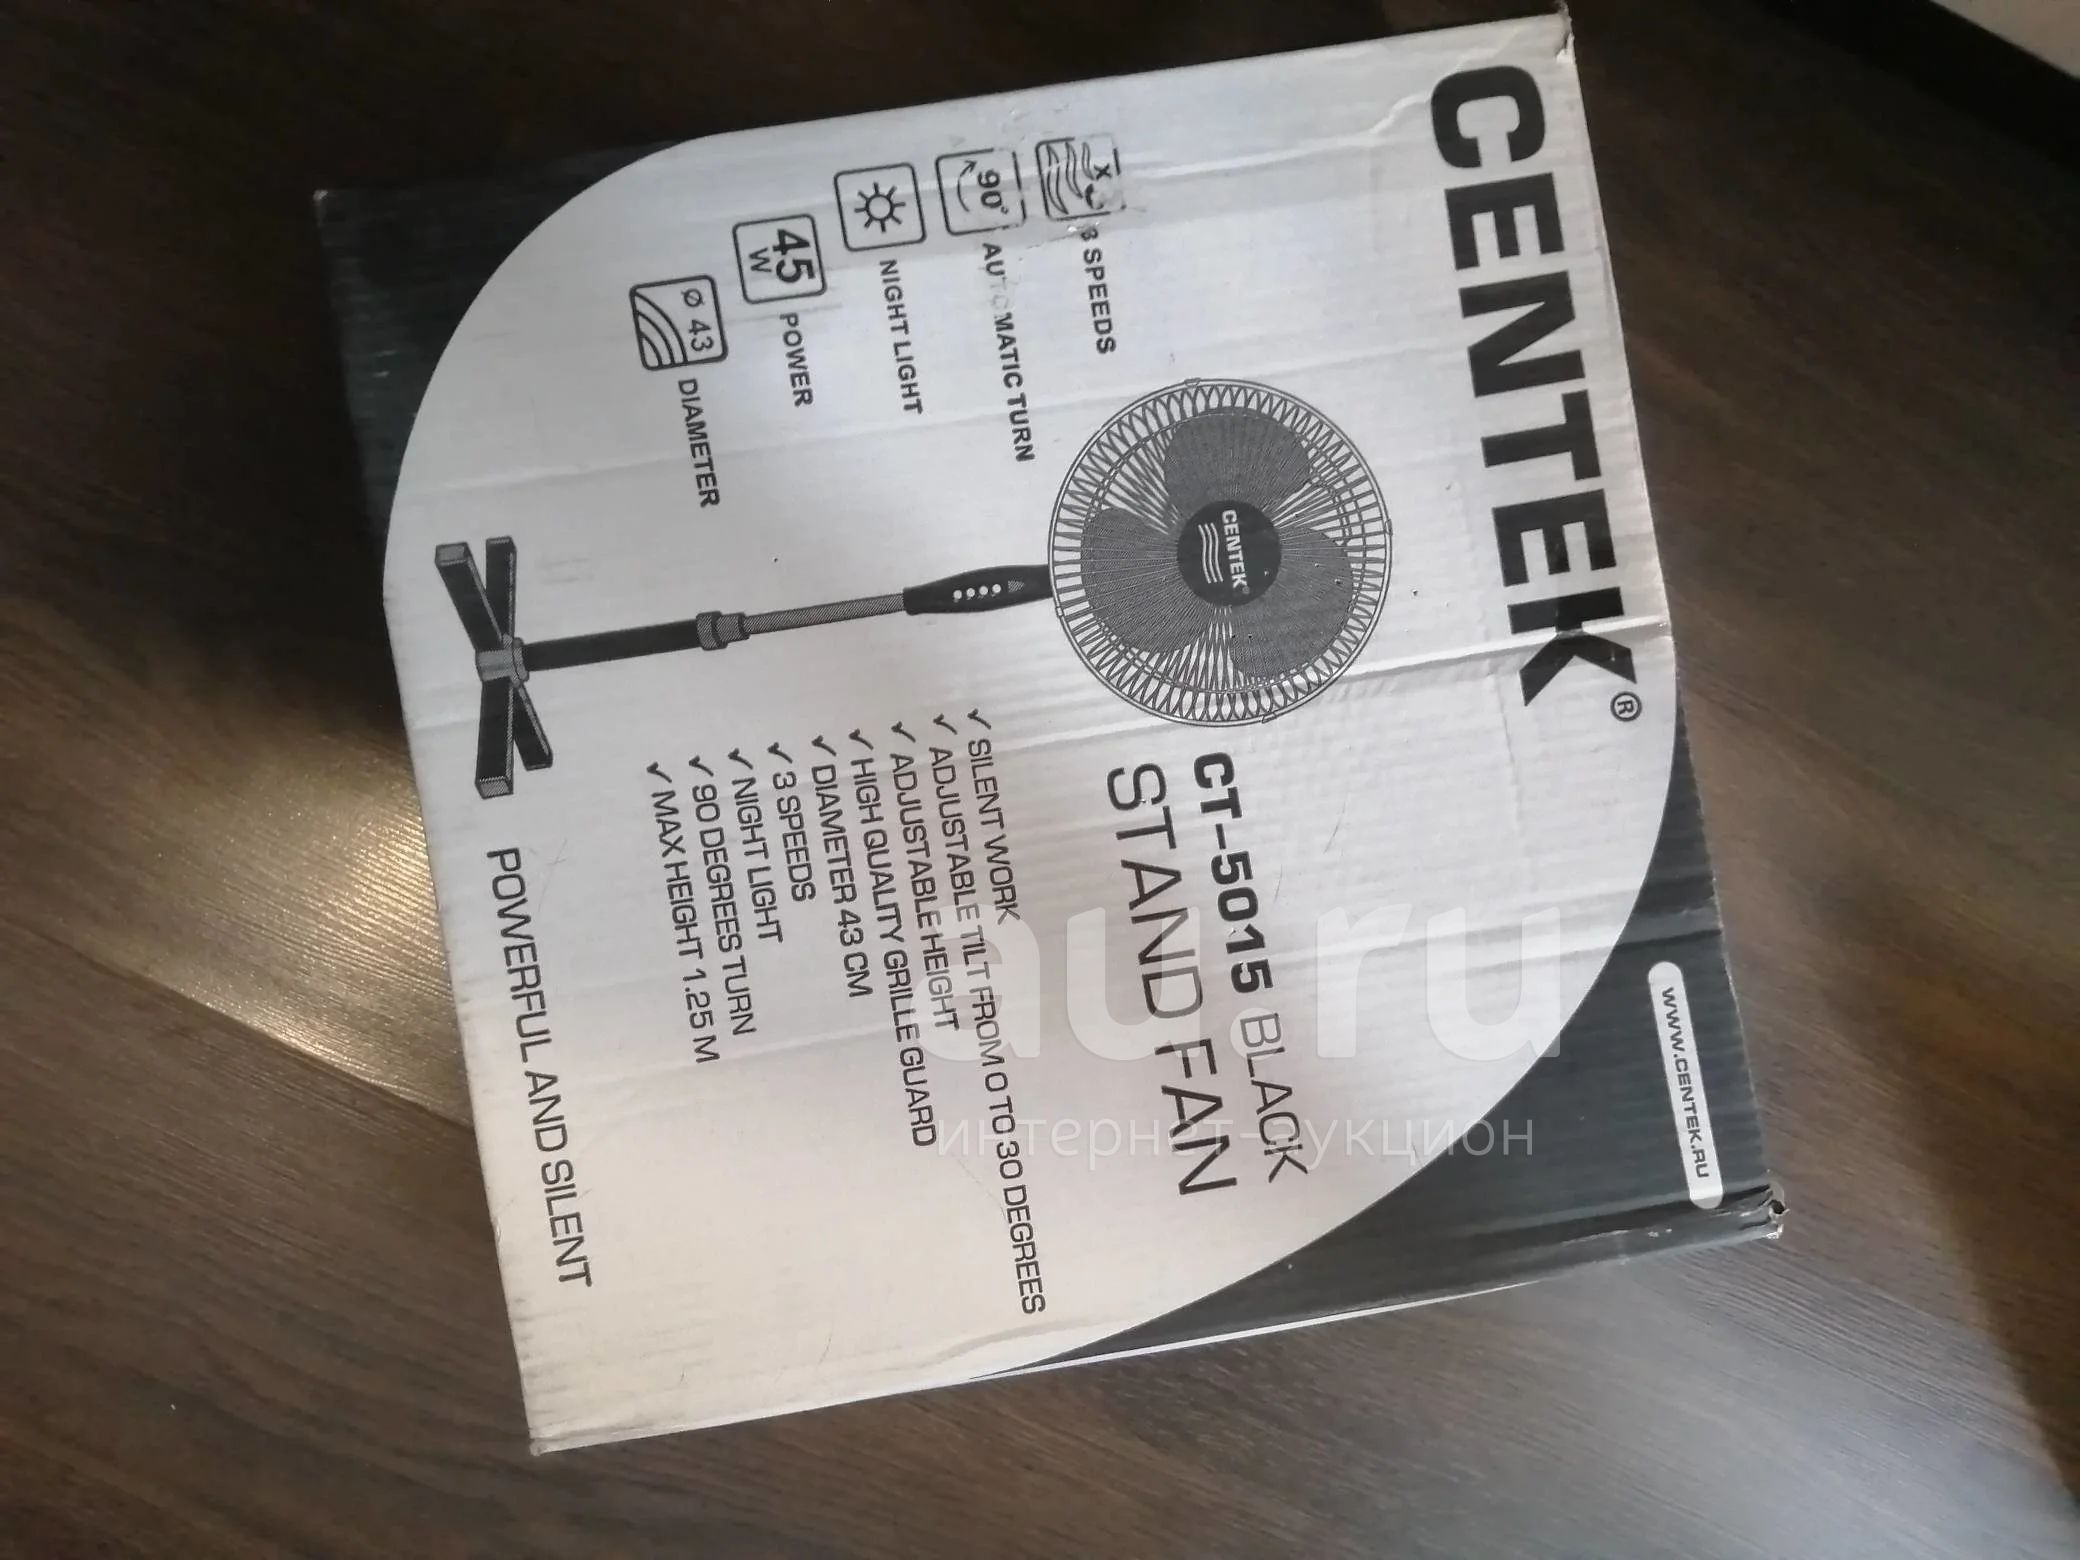 CENTEK®
X 3
3 SPEEDS
90°
AUTOMATIC TURN
NIGHT LIGHT
45
W
POWER
Ø 43
DIAMETER
CENTEK®
CT-5015 BLACK
STAND FAN
✓ SILENT WORK
✓ ADJUSTABLE TILT FROM 0 TO 30 DEGREES
✓ ADJUSTABLE HEIGHT
✓ HIGH QUALITY GRILLE GUARD
✓ DIAMETER 43 CM
✓ 3 SPEEDS
✓ NIGHT LIGHT
✓ 90 DEGREES TURN
✓ MAX HEIGHT 1.25 M
POWERFUL AND SILENT
WWW.CENTEK.RU
au.ru
интернет-аукцион